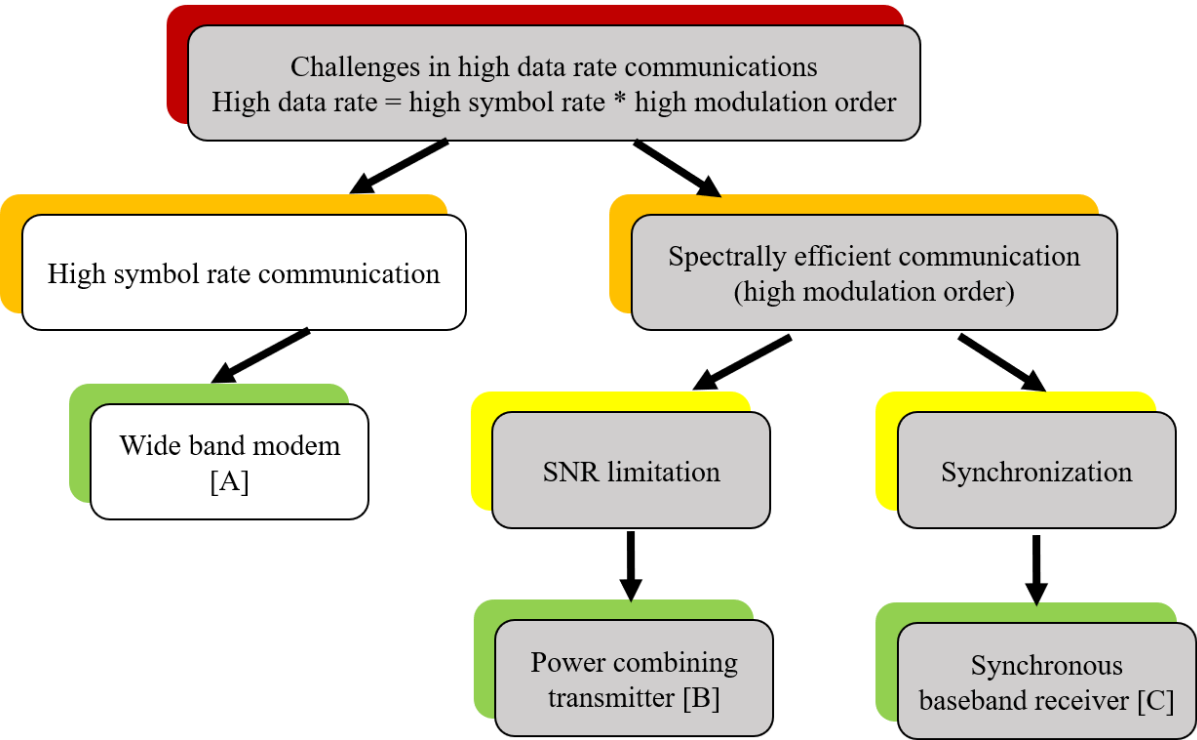 Challenges in high data rate communications
High data rate = high symbol rate * high modulation order
High symbol rate communication
Spectrally efficient communication
(high modulation order)
Wide band modem
[A]
SNR limitation
Synchronization
Power combining
transmitter [B]
Synchronous
baseband receiver [C]